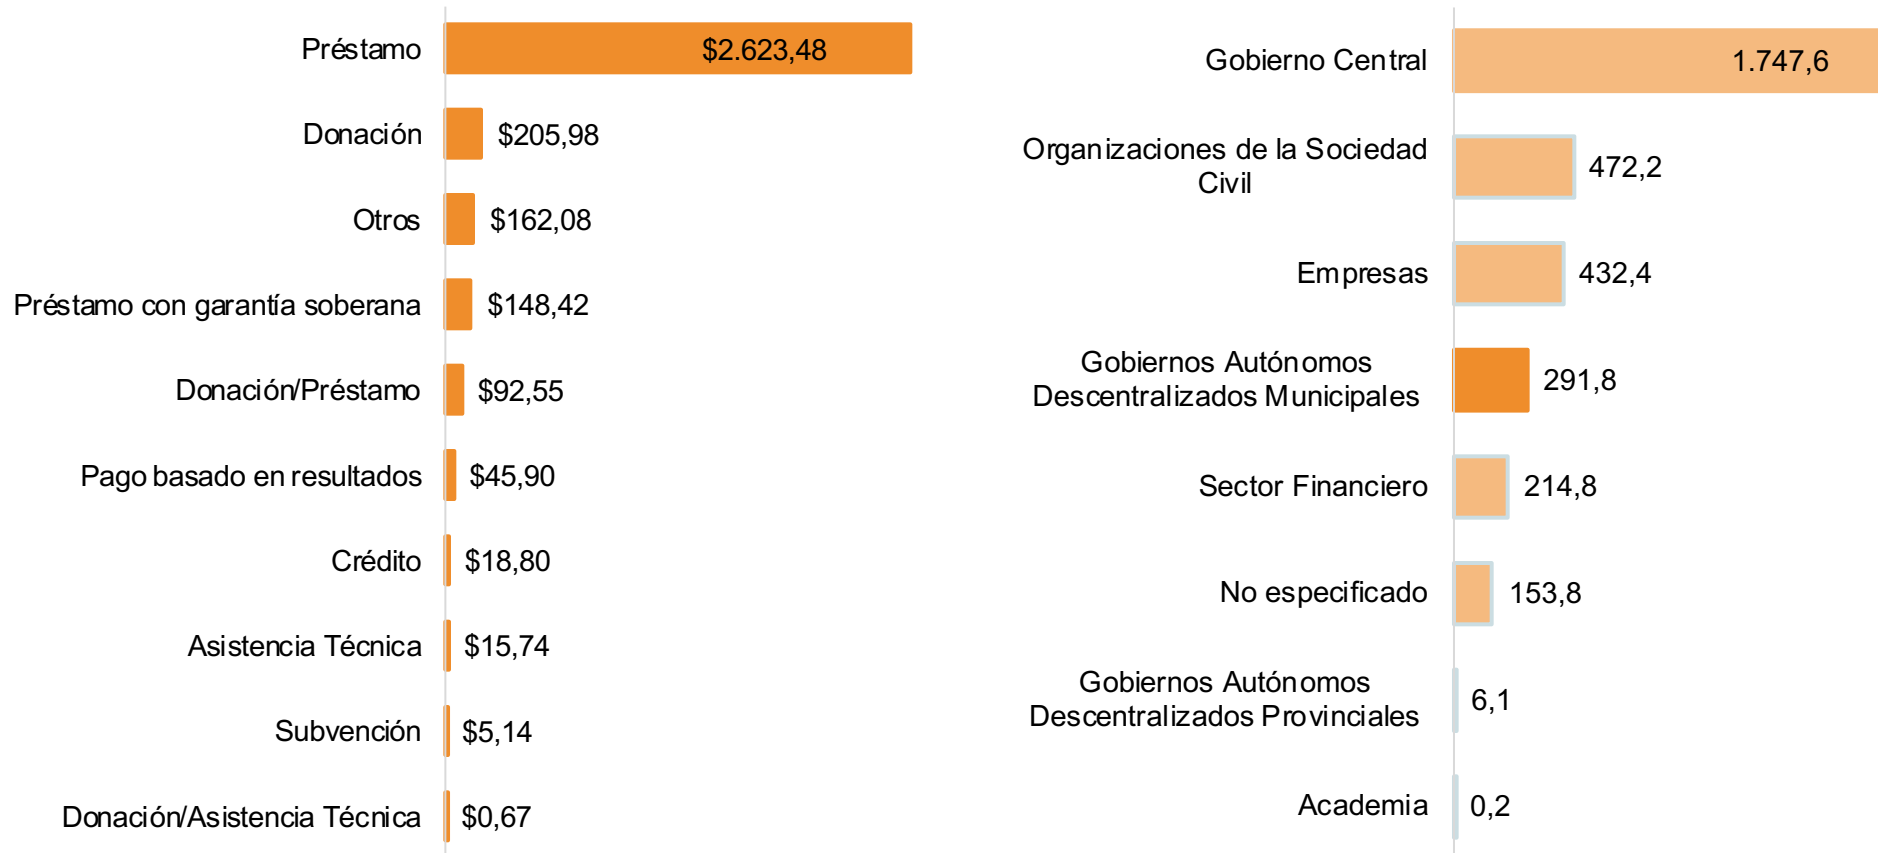 Préstamo $2.623,48
Donación $205,98
Otros $162,08
Préstamo con garantía soberana $148,42
Donación/Préstamo $92,55
Pago basado en resultados $45,90
Crédito $18,80
Asistencia Técnica $15,74
Subvención $5,14
Donación/Asistencia Técnica $0,67
Gobierno Central 1.747,6
Organizaciones de la Sociedad
Civil 472,2
Empresas 432,4
Gobiernos Autónomos
Descentralizados Municipales 291,8
Sector Financiero 214,8
No especificado 153,8
Gobiernos Autónomos
Descentralizados Provinciales 6,1
Academia 0,2